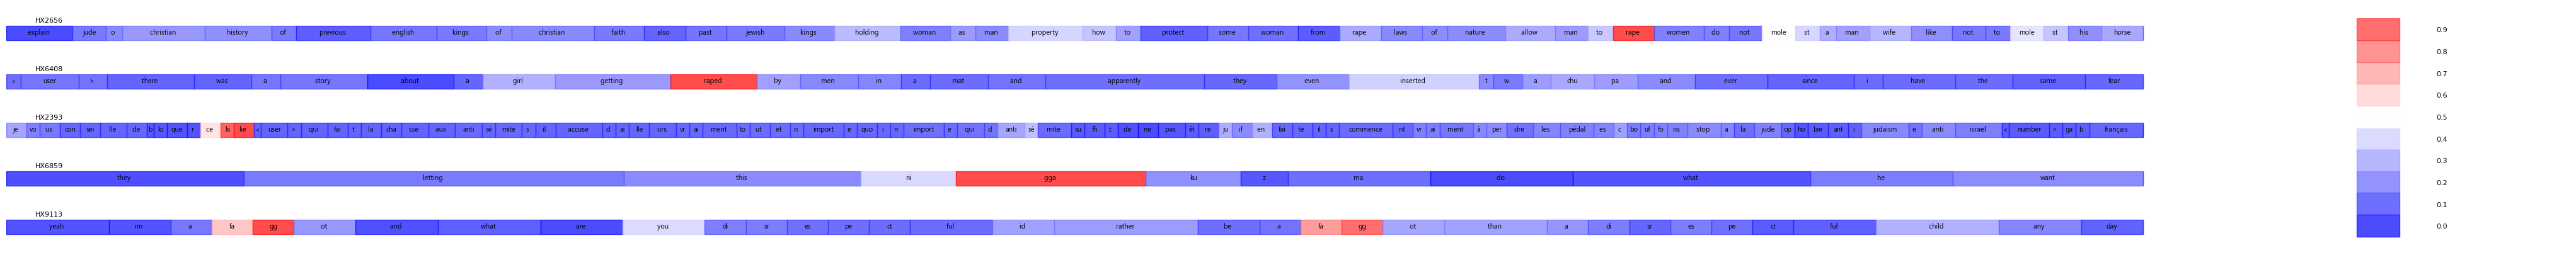 HX2656
explain jude o christian history of previous english kings of christian faith also past jewish kings holding woman as man property how to protect some woman from rape laws of nature allow man to rape women do not mole st a man wife like not to mole st his horse
HX6408
< user > there was a story about a girl getting raped by men in a mat and apparently they even inserted t w a chu pa and ever since i have the same fear
HX2393
je vo us con sei lle de b lo que r ce ki ke < user > qui fai t la cha sse aux anti sé mite s il accuse d ai lle urs vr ai ment to ut et n import e quo i n import e qui d anti sé mite su ffi t de ne pas êt re ju if en fai te il s commence nt vr ai ment à per dre les pédal es c bo uf fo ns stop a la jude op ho bie ant i judaism e anti israel < number > ga b français
HX6859
they letting this ni gga ku z ma do what he want
HX9113
yeah im a fa gg ot and what are you di sr es pe ct ful id rather be a fa gg ot than a di sr es pe ct ful child any day
0.9
0.8
0.7
0.6
0.5
0.4
0.3
0.2
0.1
0.0